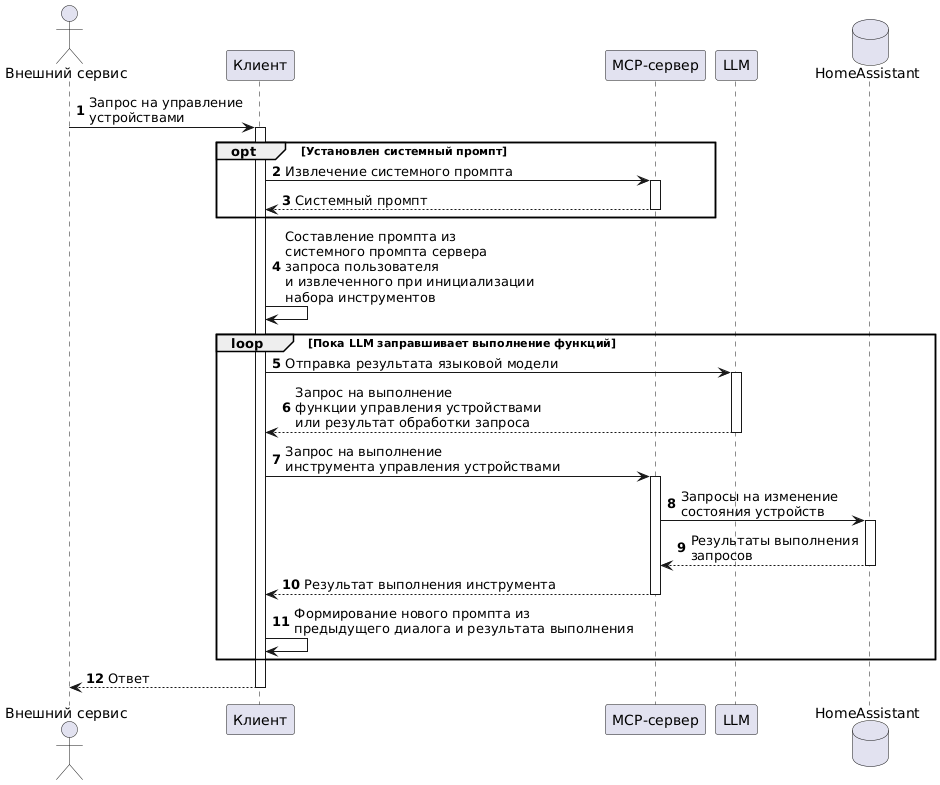 Внешний сервис
Клиент
MCP-сервер
LLM
HomeAssistant
1 Запрос на управление
устройствами
opt [Установлен системный промпт]
2 Извлечение системного промпта
3 Системный промпт
Составление промпта из
системного промпта сервера
4 запроса пользователя
и извлеченного при инициализации
набора инструментов
loop [Пока LLM запрашивает выполнение функций]
5 Отправка результата языковой модели
Запрос на выполнение
6 функции управления устройствами
или результат обработки запроса
7 Запрос на выполнение
инструмента управления устройствами
8 Запросы на изменение
состояния устройств
9 Результаты выполнения
запросов
10 Результат выполнения инструмента
11 Формирование нового промпта из
предыдущего диалога и результата выполнения
12 Ответ
Внешний сервис
Клиент
MCP-сервер
LLM
HomeAssistant